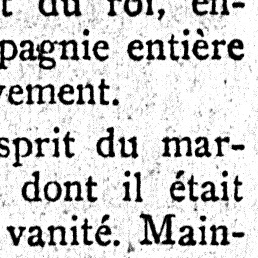 t du roi, en-
pagnie entière
vement.
sprit du mar-
dont il était
vanité. Main-